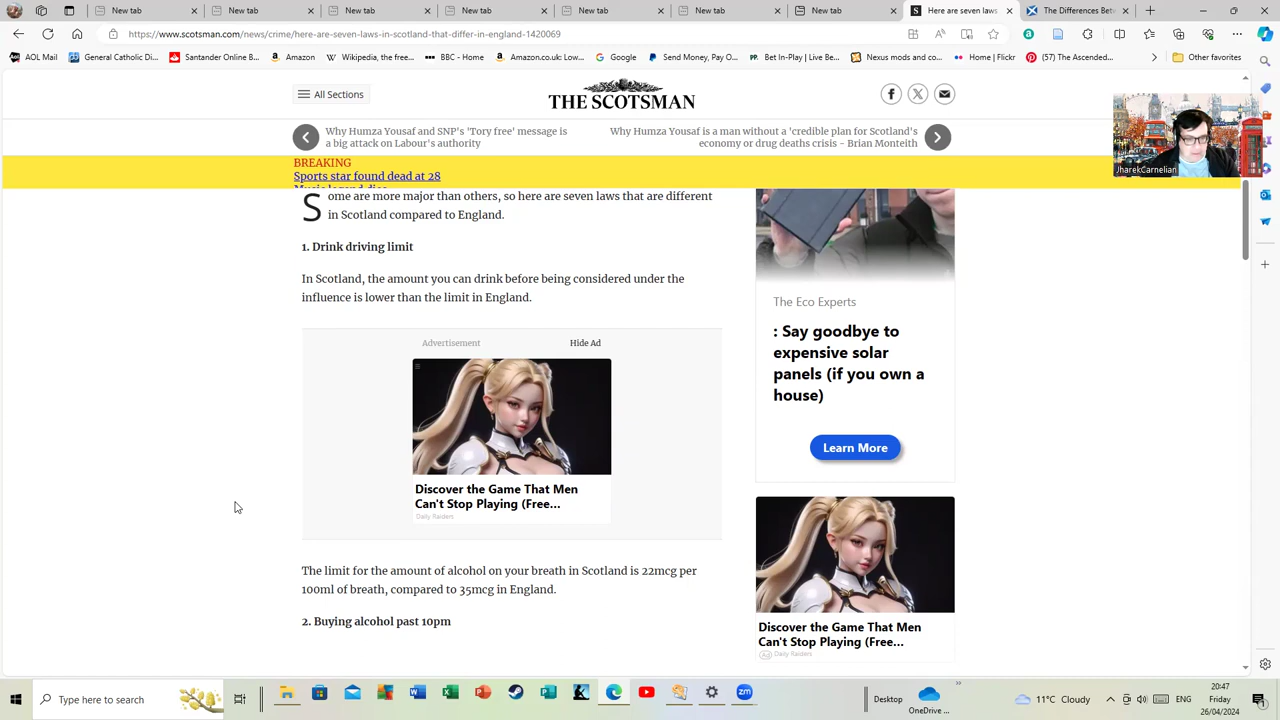 New tab
New tab
New tab
New tab
New tab
New tab
New tab
Here are seven laws
The Differences Bet
https://www.scotsman.com/news/crime/here-are-seven-laws-in-scotland-that-differ-in-england-1420069
AOL Mail
General Catholic Di...
Santander Online B...
Amazon
Wikipedia, the free...
BBC - Home
Amazon.co.uk: Low...
Google
Send Money, Pay O...
Bet In-Play | Live Be...
Nexus mods and co...
Home | Flickr
(57) The Ascended...
Other favorites
All Sections
THE SCOTSMAN
Why Humza Yousaf and SNP's 'Tory free' message is
a big attack on Labour's authority
Why Humza Yousaf is a man without a 'credible plan for Scotland's
economy or drug deaths crisis - Brian Monteith
JharekCarnelian
BREAKING
Sports star found dead at 28
Some are more major than others, so here are seven laws that are different
in Scotland compared to England.
1. Drink driving limit
In Scotland, the amount you can drink before being considered under the
influence is lower than the limit in England.
Advertisement
Hide Ad
Discover the Game That Men
Can't Stop Playing (Free...
Daily Raiders
The limit for the amount of alcohol on your breath in Scotland is 22mcg per
100ml of breath, compared to 35mcg in England.
2. Buying alcohol past 10pm
The Eco Experts
: Say goodbye to
expensive solar
panels (if you own a
house)
Learn More
Discover the Game That Men
Can't Stop Playing (Free...
Ad Daily Raiders
Type here to search
Desktop
OneDrive ...
11°C Cloudy
ENG
20:47
Friday
26/04/2024